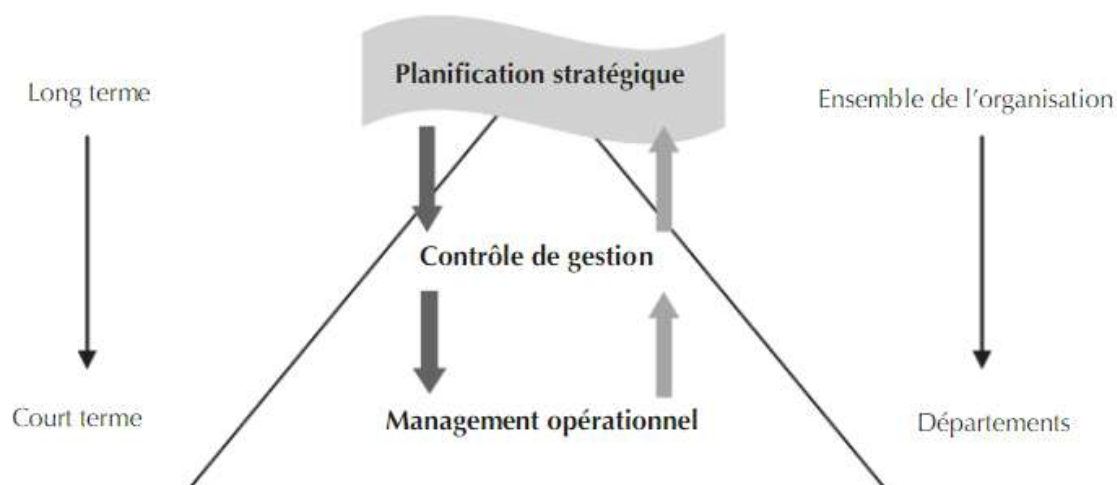 Planification stratégique
Long terme
Ensemble de l'organisation
Contrôle de gestion
Court terme
Management opérationnel
Départements